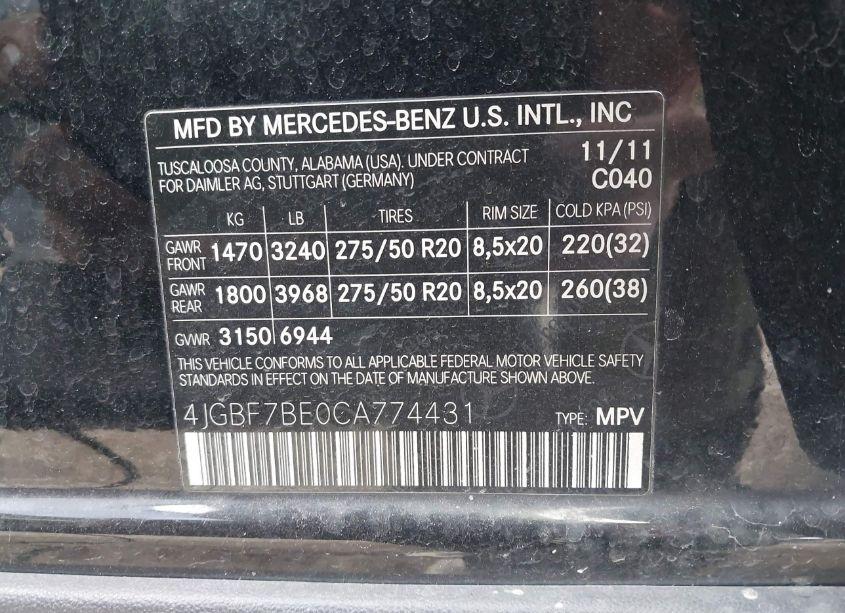 MFD BY MERCEDES-BENZ U.S. INTL., INC
TUSCALOOSA COUNTY, ALABAMA (USA). UNDER CONTRACT 11/11
FOR DAIMLER AG, STUTTGART (GERMANY) C040
KG LB TIRES RIM SIZE COLD KPA (PSI)
GAWR FRONT 1470 3240 275/50 R20 8,5x20 220(32)
GAWR REAR 1800 3968 275/50 R20 8,5x20 260(38)
GVWR 3150 6944
THIS VEHICLE CONFORMS TO ALL APPLICABLE FEDERAL MOTOR VEHICLE SAFETY
STANDARDS IN EFFECT ON THE DATE OF MANUFACTURE SHOWN ABOVE.
4JGBF7BE0CA774431 TYPE: MPV